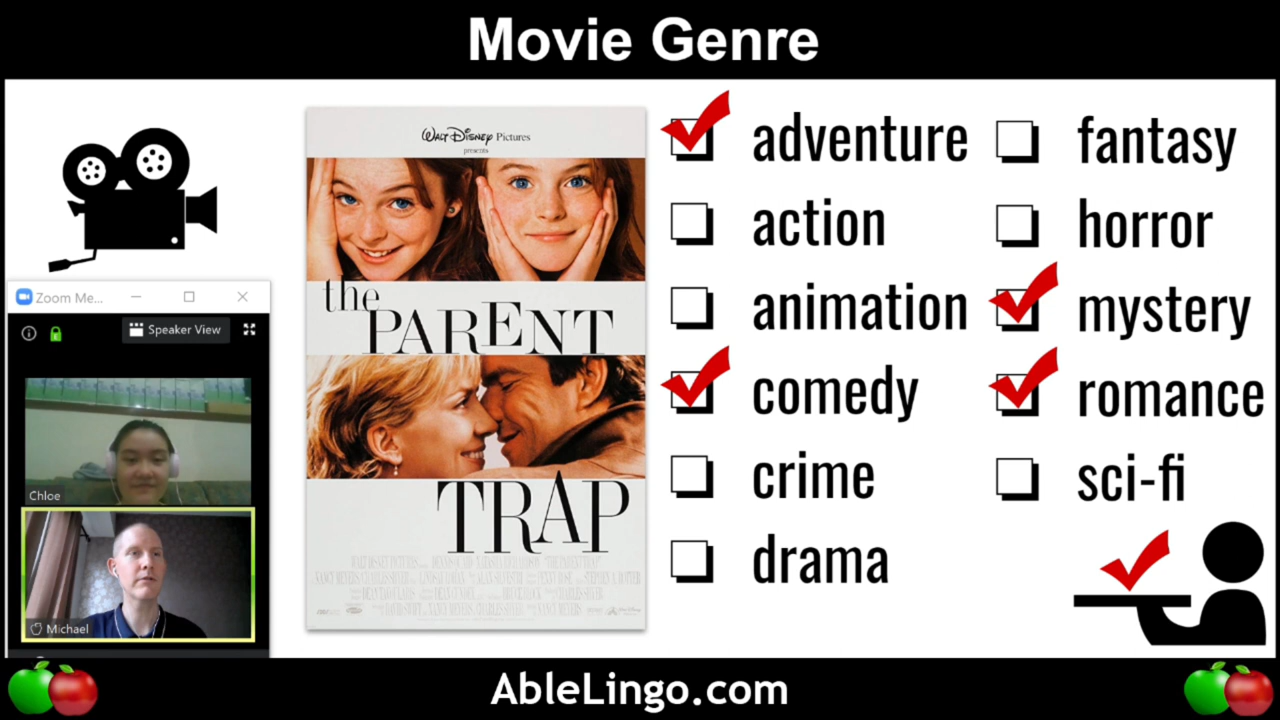 Movie Genre
Walt Disney Pictures
presents
the
PARENT
TRAP
adventure
action
animation
comedy
crime
drama
fantasy
horror
mystery
romance
sci-fi
Zoom Me...
Speaker View
Chloe
Michael
AbleLingo.com